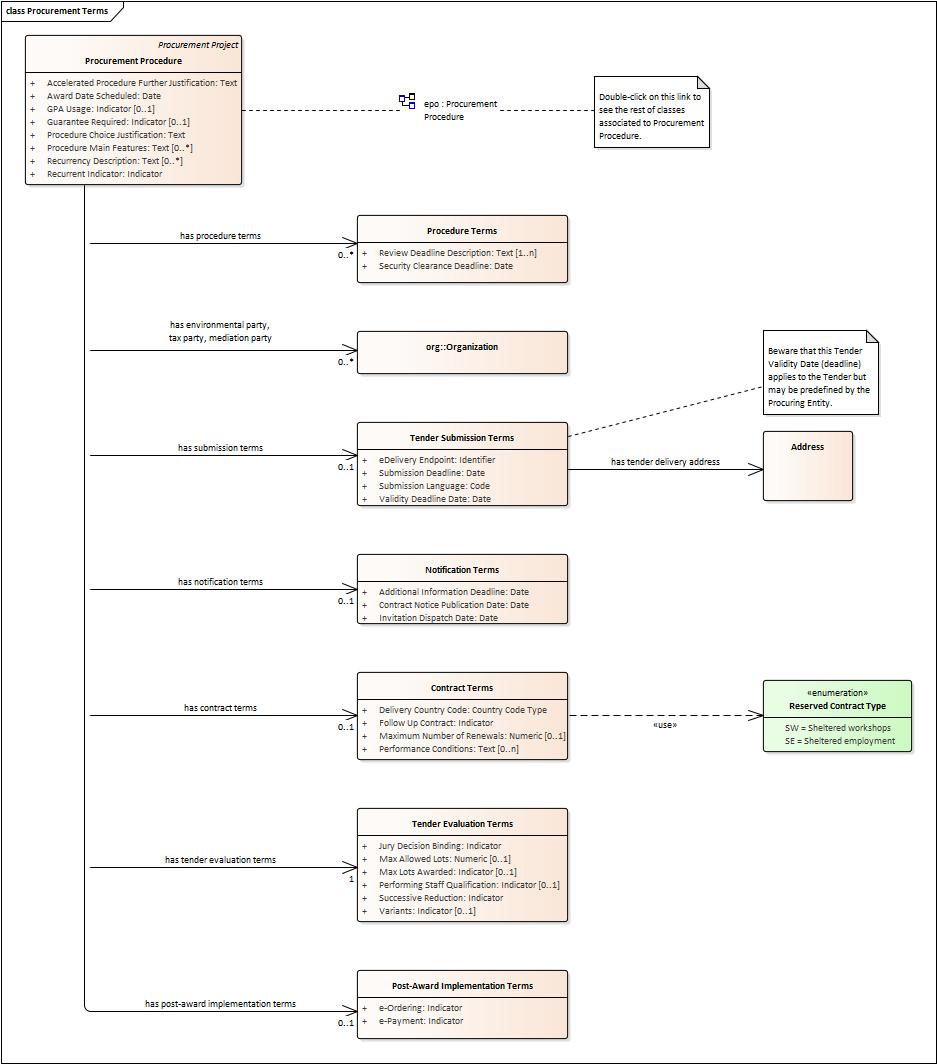 class Procurement Terms
Procurement Project
Procurement Procedure
+ Accelerated Procedure Further Justification: Text
+ Award Date Scheduled: Date
+ GPA Usage: Indicator [0..1]
+ Guarantee Required: Indicator [0..1]
+ Procedure Choice Justification: Text
+ Procedure Main Features: Text [0..*]
+ Recurrency Description: Text [0..*]
+ Recurrent Indicator: Indicator
epo : Procurement
Procedure
Double-click on this link to
see the rest of classes
associated to Procurement
Procedure.
has procedure terms
0..*
Procedure Terms
+ Review Deadline Description: Text [1..n]
+ Security Clearance Deadline: Date
has environmental party,
tax party, mediation party
0..*
org::Organization
Beware that this Tender
Validity Date (deadline)
applies to the Tender but
may be predefined by the
Procuring Entity.
has submission terms
0..1
Tender Submission Terms
+ eDelivery Endpoint: Identifier
+ Submission Deadline: Date
+ Submission Language: Code
+ Validity Deadline Date: Date
has tender delivery address
Address
has notification terms
0..1
Notification Terms
+ Additional Information Deadline: Date
+ Contract Notice Publication Date: Date
+ Invitation Dispatch Date: Date
has contract terms
0..1
Contract Terms
+ Delivery Country Code: Country Code Type
+ Follow Up Contract: Indicator
+ Maximum Number of Renewals: Numeric [0..1]
+ Performance Conditions: Text [0..n]
«use»
«enumeration»
Reserved Contract Type
SW = Sheltered workshops
SE = Sheltered employment
has tender evaluation terms
1
Tender Evaluation Terms
+ Jury Decision Binding: Indicator
+ Max Allowed Lots: Numeric [0..1]
+ Max Lots Awarded: Indicator [0..1]
+ Performing Staff Qualification: Indicator [0..1]
+ Successive Reduction: Indicator
+ Variants: Indicator [0..1]
has post-award implementation terms
0..1
Post-Award Implementation Terms
+ e-Ordering: Indicator
+ e-Payment: Indicator